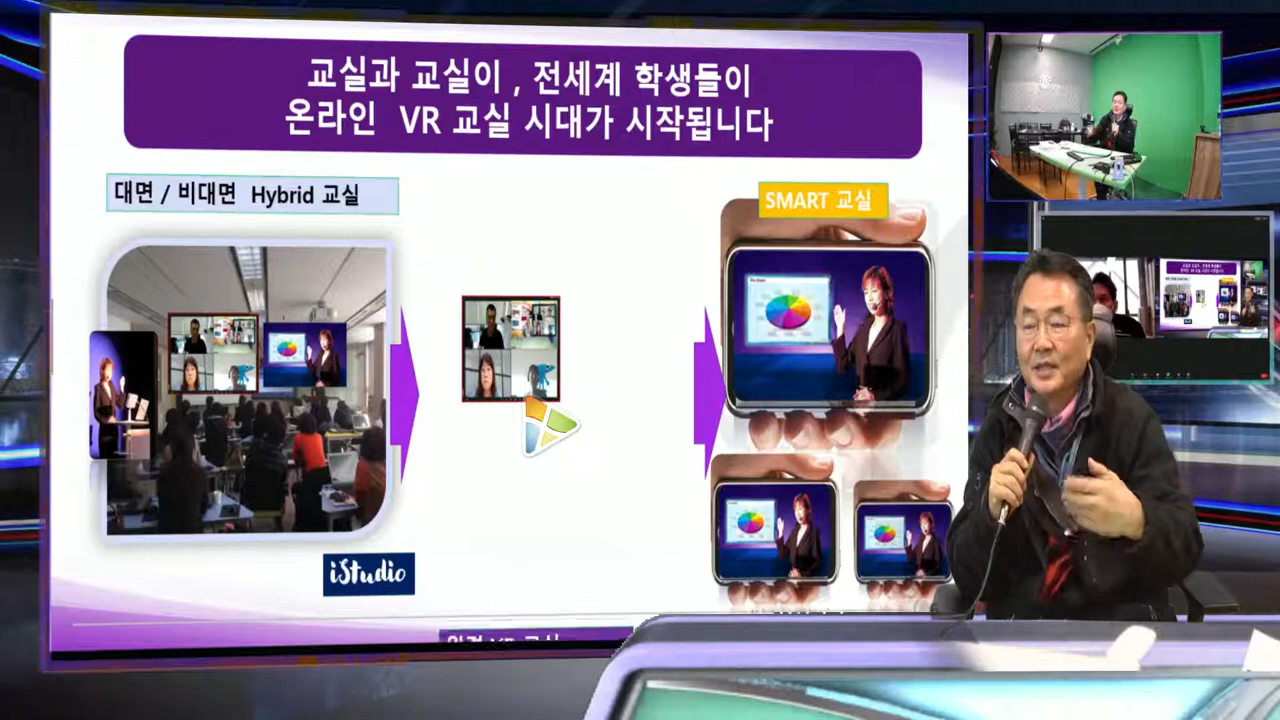 교실과 교실이 , 전세계 학생들이
온라인 VR 교실 시대가 시작됩니다
대면 / 비대면 Hybrid 교실
SMART 교실
iStudio